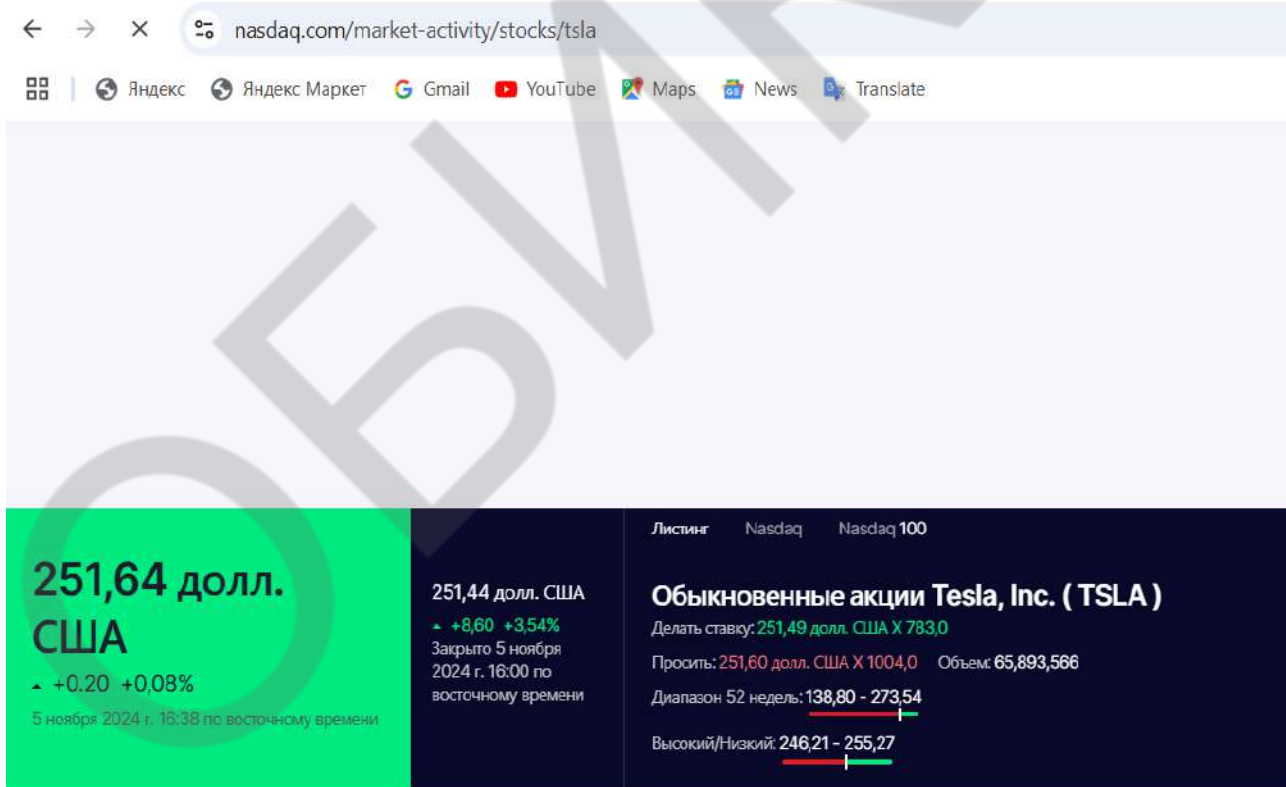 nasdaq.com/market-activity/stocks/tsla
Яндекс Яндекс Маркет Gmail YouTube Maps News Translate
251,64 долл.
США
+0.20 +0,08%
5 ноября 2024 г. 16:38 по восточному времени
251,44 долл. США
+8,60 +3,54%
Закрыто 5 ноября
2024 г. 16:00 по
восточному времени
Листинг Nasdaq Nasdaq 100
Обыкновенные акции Tesla, Inc. ( TSLA )
Делать ставку: 251,49 долл. США X 783,0
Просить: 251,60 долл. США X 1004,0 Объем: 65,893,566
Диапазон 52 недель: 138,80 - 273,54
Высокий/Низкий: 246,21 - 255,27